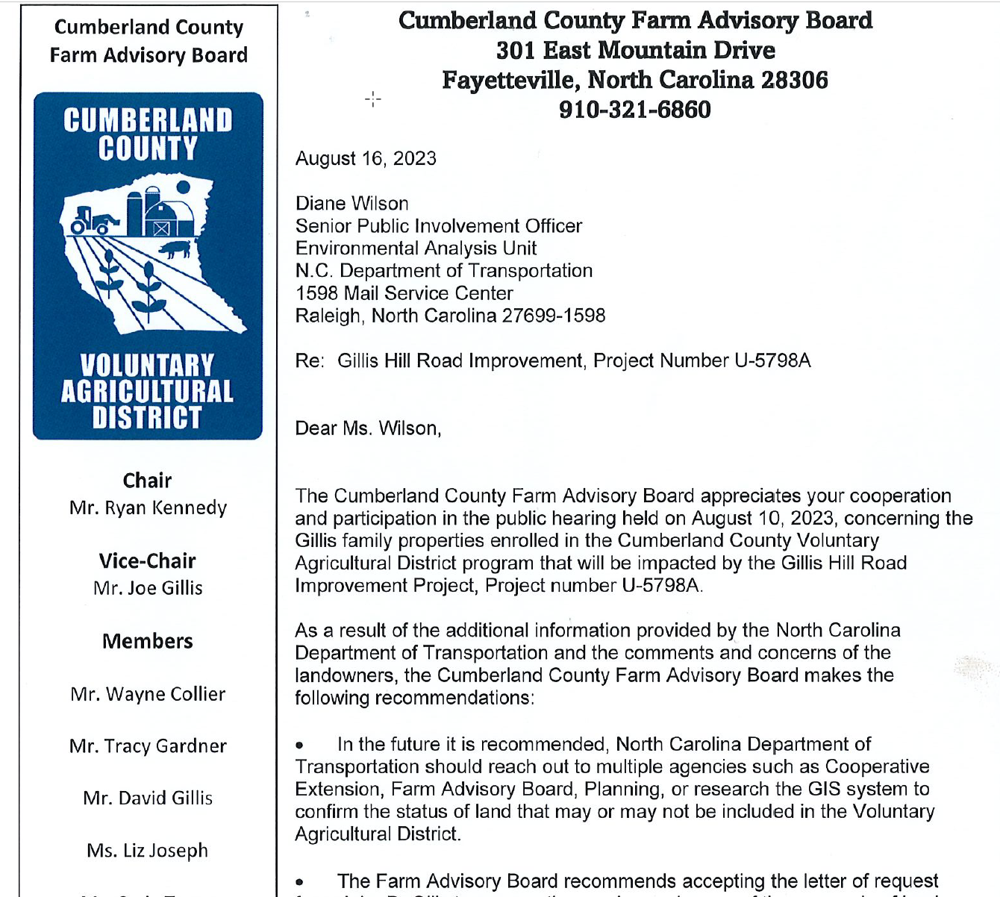 Cumberland County
Farm Advisory Board
CUMBERLAND
COUNTY
VOLUNTARY
AGRICULTURAL
DISTRICT
Chair
Mr. Ryan Kennedy
Vice-Chair
Mr. Joe Gillis
Members
Mr. Wayne Collier
Mr. Tracy Gardner
Mr. David Gillis
Ms. Liz Joseph
Cumberland County Farm Advisory Board
301 East Mountain Drive
Fayetteville, North Carolina 28306
910-321-6860
August 16, 2023
Diane Wilson
Senior Public Involvement Officer
Environmental Analysis Unit
N.C. Department of Transportation
1598 Mail Service Center
Raleigh, North Carolina 27699-1598
Re: Gillis Hill Road Improvement, Project Number U-5798A
Dear Ms. Wilson,
The Cumberland County Farm Advisory Board appreciates your cooperation
and participation in the public hearing held on August 10, 2023, concerning the
Gillis family properties enrolled in the Cumberland County Voluntary
Agricultural District program that will be impacted by the Gillis Hill Road
Improvement Project, Project number U-5798A.
As a result of the additional information provided by the North Carolina
Department of Transportation and the comments and concerns of the
landowners, the Cumberland County Farm Advisory Board makes the
following recommendations:
• In the future it is recommended, North Carolina Department of
Transportation should reach out to multiple agencies such as Cooperative
Extension, Farm Advisory Board, Planning, or research the GIS system to
confirm the status of land that may or may not be included in the Voluntary
Agricultural District.
• The Farm Advisory Board recommends accepting the letter of request